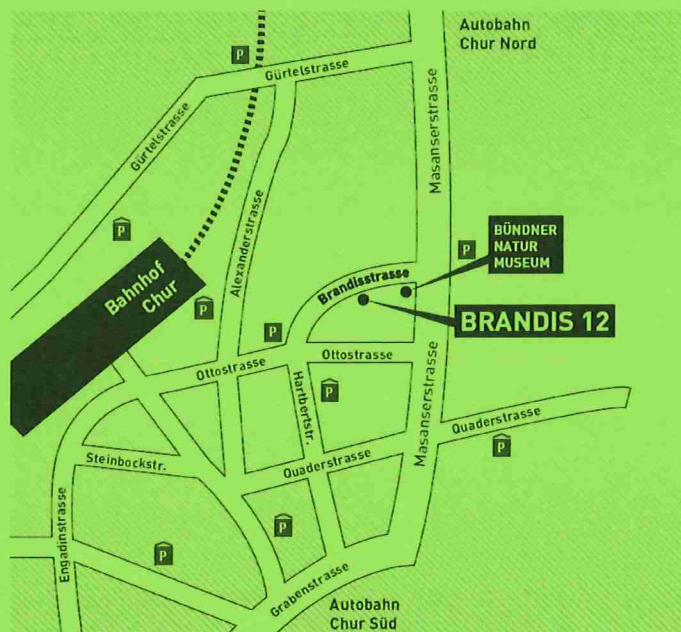 Autobahn
Chur Nord
P
Gürtelstrasse
Gürtelstrasse
Masanserstrasse
Alexanderstrasse
P
BÜNDNER
NATUR
MUSEUM
P
Bahnhof
Chur
Brandisstrasse
P
BRANDIS 12
P
Ottostrasse
Ottostrasse
Hartbertstr.
P
Masanserstrasse
Quaderstrasse
P
Steinbockstr.
Quaderstrasse
Engadinstrasse
P
P
Grabenstrasse
Autobahn
Chur Süd